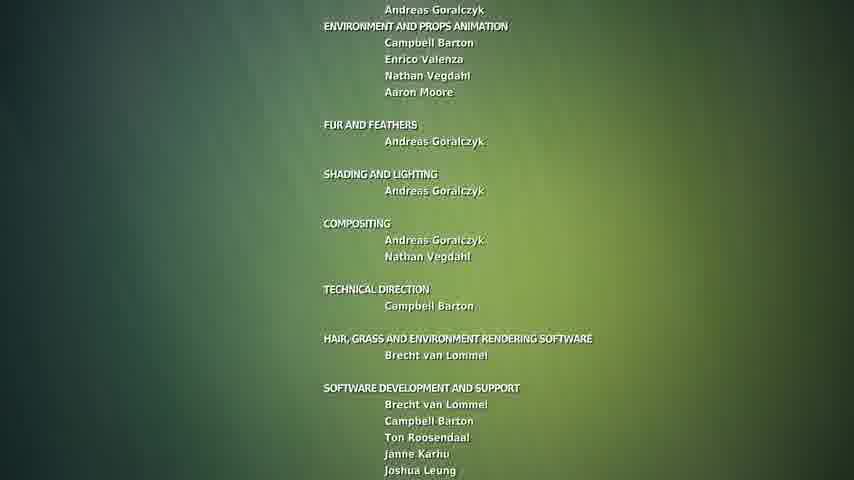 Andreas Goralczyk
ENVIRONMENT AND PROPS ANIMATION
Campbell Barton
Enrico Valenza
Nathan Vegdahl
Aaron Moore
FUR AND FEATHERS
Andreas Goralczyk
SHADING AND LIGHTING
Andreas Goralczyk
COMPOSITING
Andreas Goralczyk
Nathan Vegdahl
TECHNICAL DIRECTION
Campbell Barton
HAIR, GRASS AND ENVIRONMENT RENDERING SOFTWARE
Brecht van Lommel
SOFTWARE DEVELOPMENT AND SUPPORT
Brecht van Lommel
Campbell Barton
Ton Roosendaal
Janne Karhu
Joshua Leung